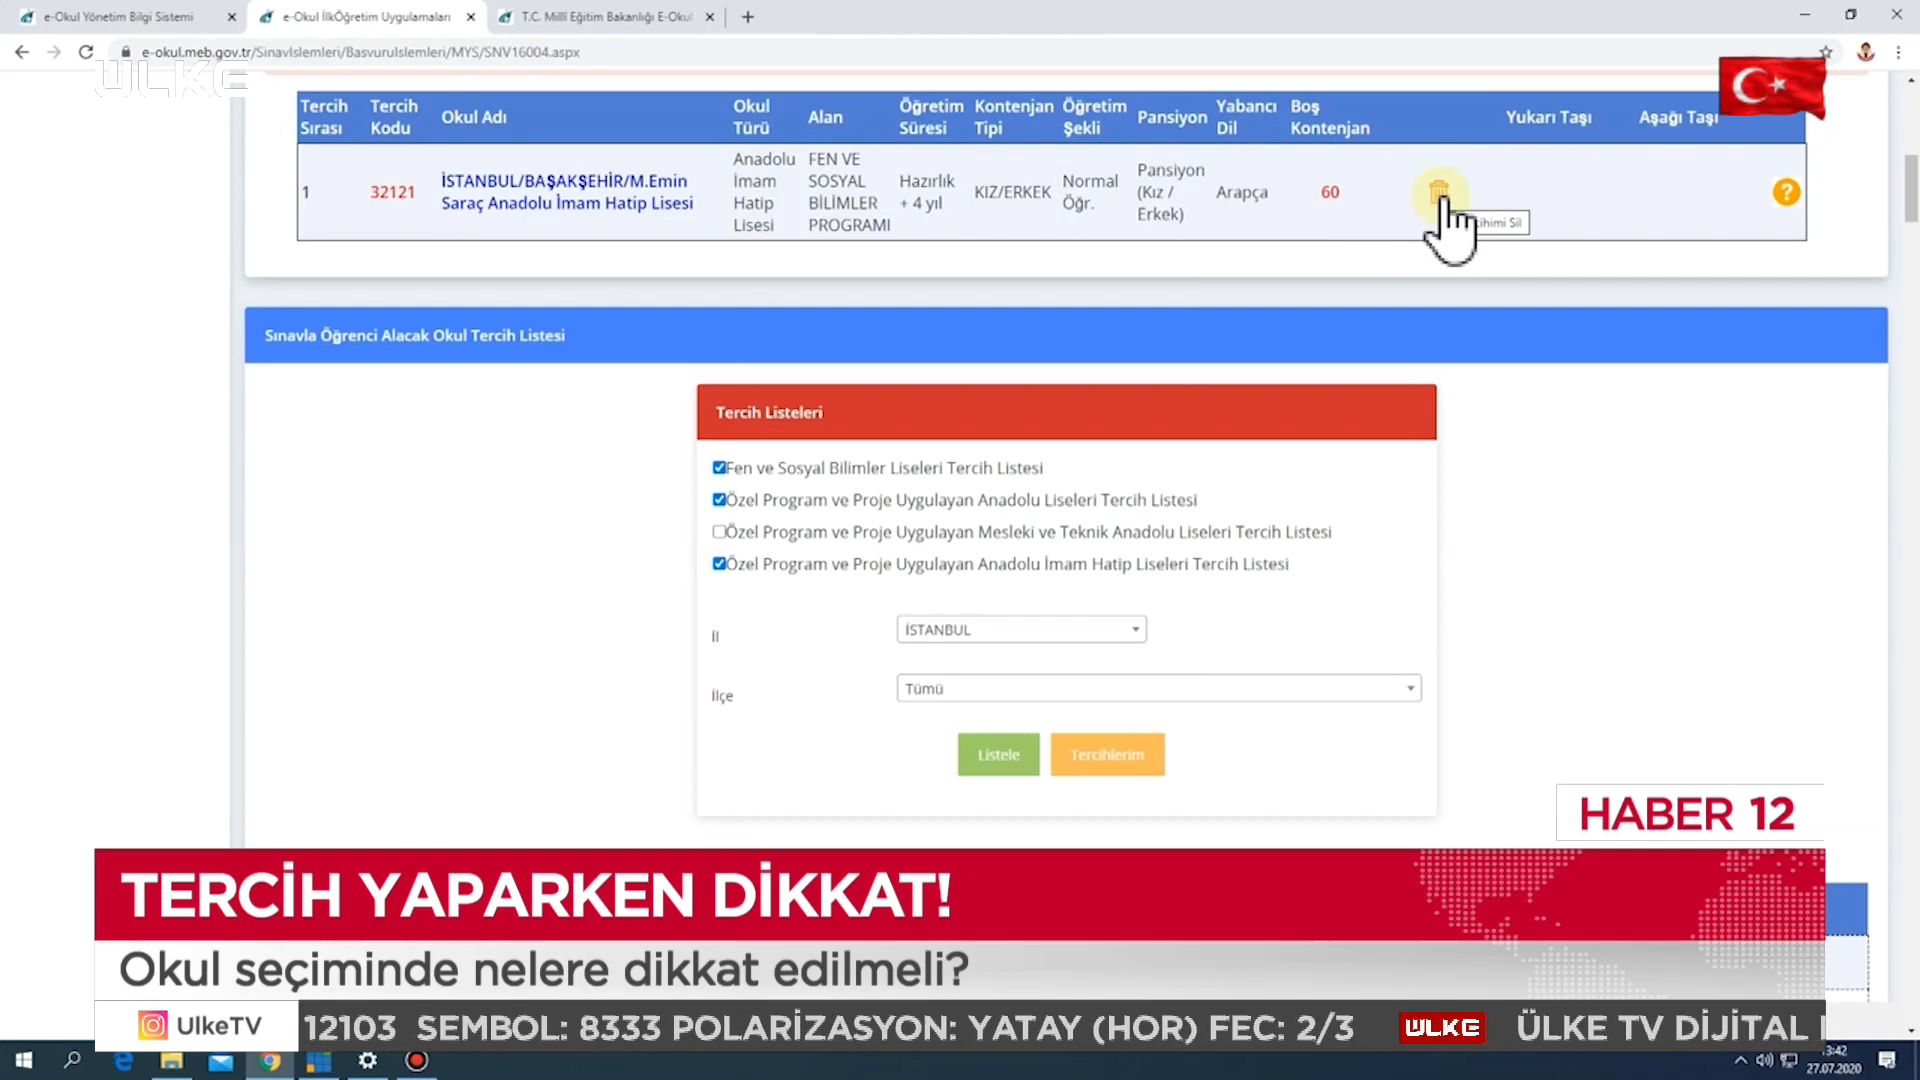 e-Okul Yönetim Bilgi Sistemi
e-Okul İlkÖğretim Uygulamaları
T.C. Millî Eğitim Bakanlığı E-Okul
e-okul.meb.gov.tr/SinavIslemleri/BasvuruIslemleri/MYS/SNV16004.aspx
ÜLKE
Tercih Sırası
Tercih Kodu
Okul Adı
Okul Türü
Alan
Öğretim Süresi
Kontenjan Tipi
Öğretim Şekli
Pansiyon
Yabancı Dil
Boş Kontenjan
Yukarı Taşı
Aşağı Taşı
1
32121
İSTANBUL/BAŞAKŞEHİR/M.Emin
Saraç Anadolu İmam Hatip Lisesi
Anadolu
İmam
Hatip
Lisesi
FEN VE
SOSYAL
BİLİMLER
PROGRAMI
Hazırlık
+ 4 yıl
KIZ/ERKEK
Normal
Öğr.
Pansiyon
(Kız /
Erkek)
Arapça
60
Sil
?
Sınavla Öğrenci Alacak Okul Tercih Listesi
Tercih Listeleri
Fen ve Sosyal Bilimler Liseleri Tercih Listesi
Özel Program ve Proje Uygulayan Anadolu Liseleri Tercih Listesi
Özel Program ve Proje Uygulayan Mesleki ve Teknik Anadolu Liseleri Tercih Listesi
Özel Program ve Proje Uygulayan Anadolu İmam Hatip Liseleri Tercih Listesi
İl
İSTANBUL
İlçe
Tümü
Listele
Tercihlerim
HABER 12
TERCİH YAPARKEN DİKKAT!
Okul seçiminde nelere dikkat edilmeli?
UlkeTV
12103 SEMBOL: 8333 POLARİZASYON: YATAY (HOR) FEC: 2/3 ÜLKE ÜLKE TV DİJİTAL
27.07.2020